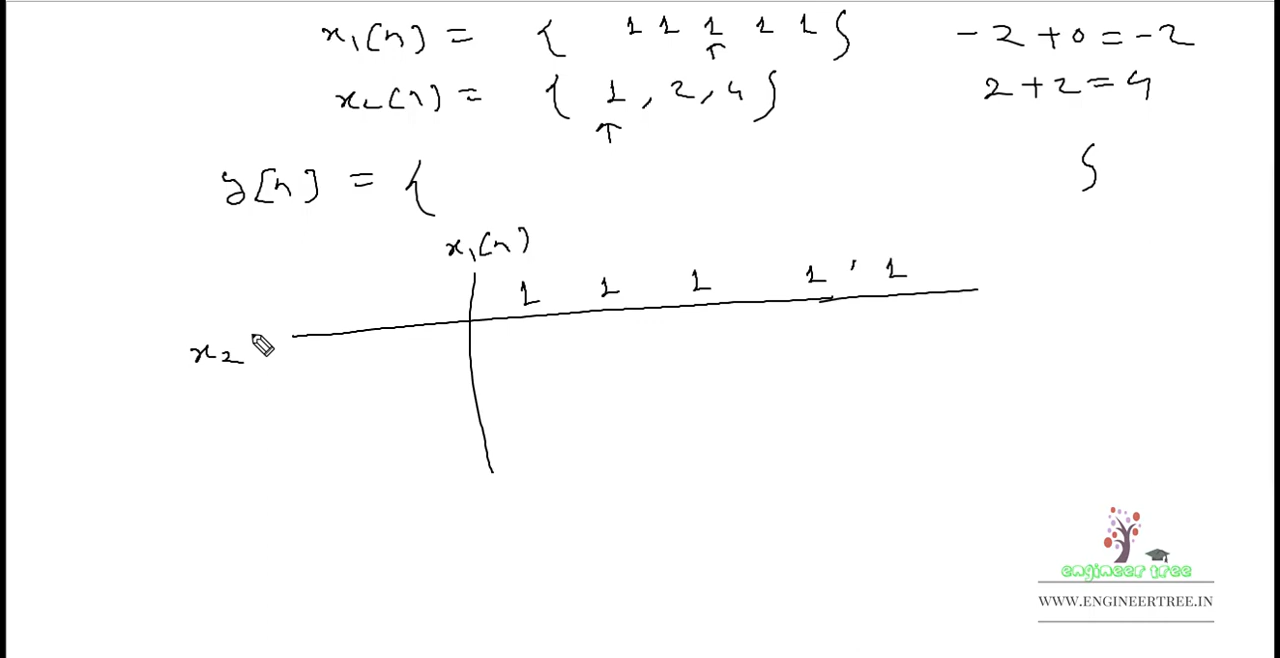 x₁[n] = { 1 1 1 1 1 }
↑
-2+0=-2
x₂[n] = { 1, 2, 4 }
↑
2+2=4
y[n] = { }
x₁[n]
1 1 1 1 ' 1
x₂
engineer tree
WWW.ENGINEERTREE.IN